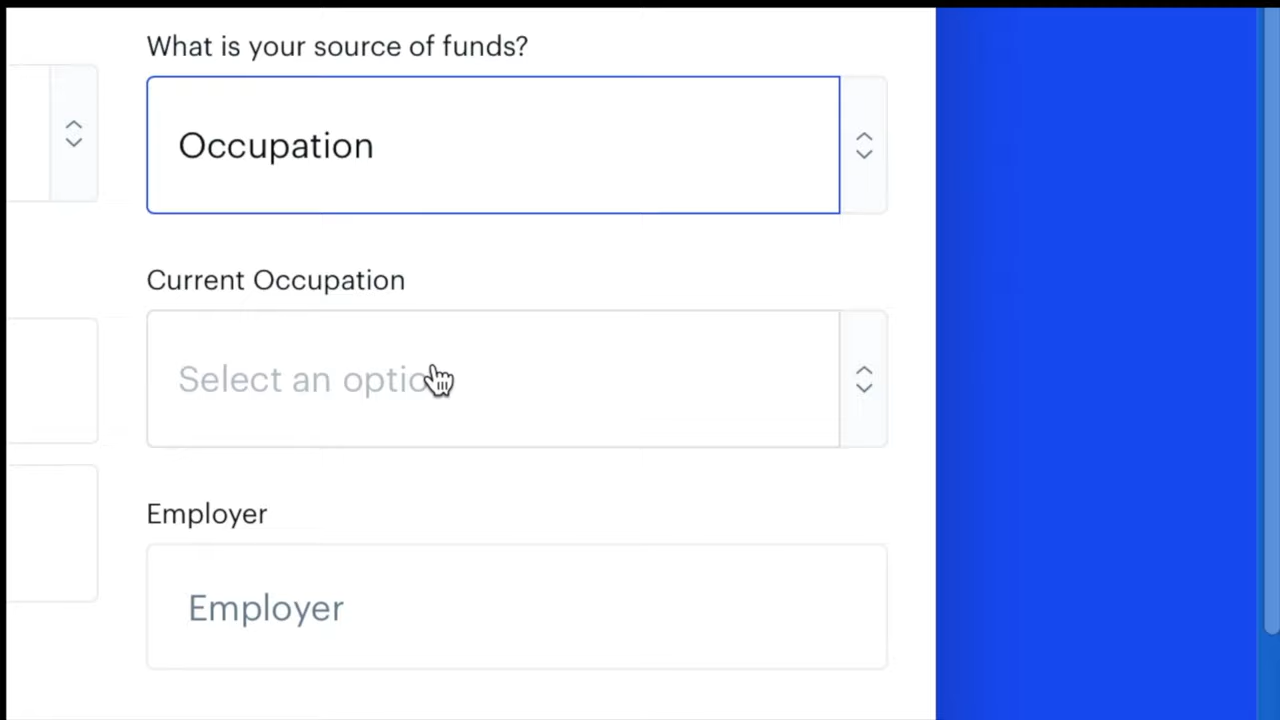 What is your source of funds?
Occupation
Current Occupation
Select an optio
Employer
Employer